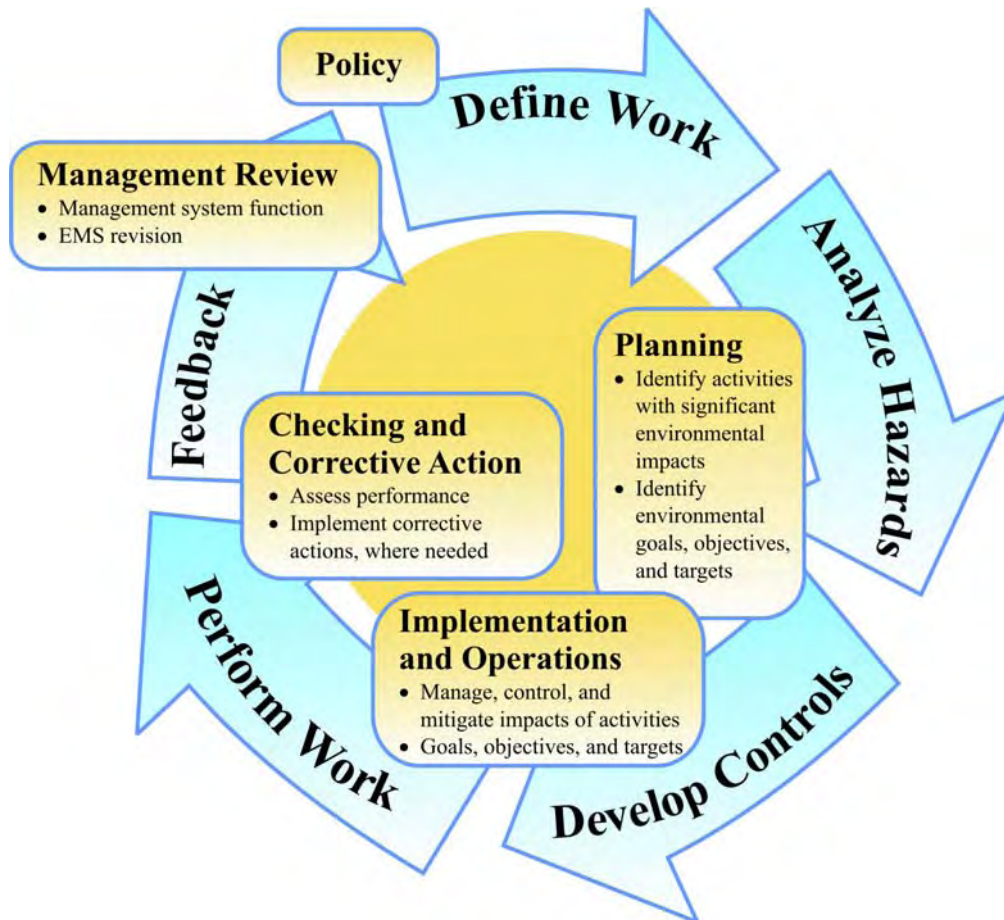 Policy
Define Work
Management Review
• Management system function
• EMS revision
Analyze Hazards
Feedback
Planning
• Identify activities
with significant
environmental
impacts
• Identify
environmental
goals, objectives,
and targets
Checking and
Corrective Action
• Assess performance
• Implement corrective
actions, where needed
Implementation
and Operations
• Manage, control, and
mitigate impacts of activities
• Goals, objectives, and targets
Perform Work
Develop Controls